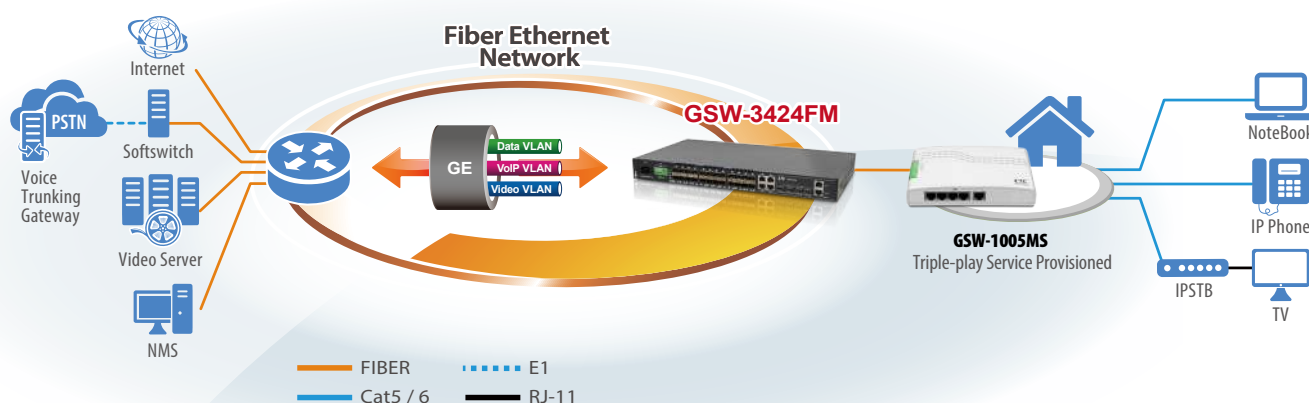 Fiber Ethernet
Network
Internet
PSTN
Softswitch
Voice
Trunking
Gateway
Video Server
NMS
GE
Data VLAN
VoIP VLAN
Video VLAN
GSW-3424FM
CTC
GSW-1005MS
Triple-play Service Provisioned
NoteBook
IP Phone
IPSTB
TV
FIBER
E1
Cat5 / 6
RJ-11